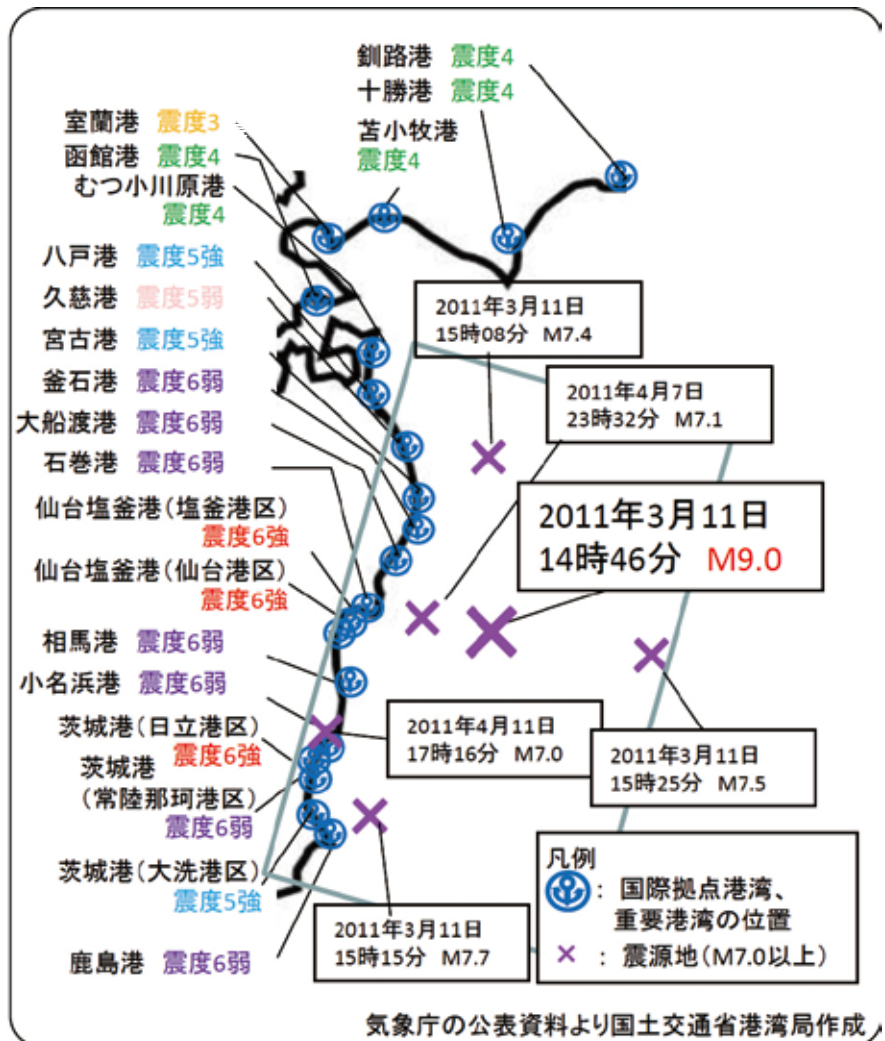 釧路港 震度4
十勝港 震度4
苫小牧港
震度4
室蘭港 震度3
函館港 震度4
むつ小川原港
震度4
八戸港 震度5強
久慈港 震度5弱
宮古港 震度5強
釜石港 震度6弱
大船渡港 震度6弱
石巻港 震度6弱
仙台塩釜港(塩釜港区)
震度6強
仙台塩釜港(仙台港区)
震度6強
相馬港 震度6弱
小名浜港 震度6弱
茨城港(日立港区)
震度6強
茨城港
(常陸那珂港区)
震度6弱
茨城港(大洗港区)
震度5強
鹿島港 震度6弱
2011年3月11日
15時08分 M7.4
2011年4月7日
23時32分 M7.1
2011年3月11日
14時46分 M9.0
2011年4月11日
17時16分 M7.0
2011年3月11日
15時25分 M7.5
2011年3月11日
15時15分 M7.7
凡例
: 国際拠点港湾、
重要港湾の位置
: 震源地(M7.0以上)
気象庁の公表資料より国土交通省港湾局作成